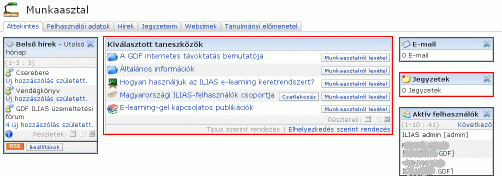 Munkaasztal
Áttekintés Felhasználói adatok Hírek Jegyzeteim Webcímek Tanulmányi előmenetel
Belső hírek - Utolsó hónap
(1-3 : 3)
Cserebere
Új hozzászólás született.
Vendégkönyv
Új hozzászólás született.
GDF ILIAS üzemeltetési fórum
4 új hozzászólás született.
Részletek:
RSS Beállítások
Kiválasztott taneszközök
A GDF internetes távoktatás bemutatója Munkaasztalról levétel
Általános információk Munkaasztalról levétel
Hogyan használjuk az ILIAS e-learning keretrendszert? Munkaasztalról levétel
Magyarországi ILIAS-felhasználók csoportja Csatlakozás Munkaasztalról levétel
E-learning-gel kapcsolatos publikációk Munkaasztalról levétel
Részletek:
Típus szerint rendezés | Elhelyezkedés szerint rendezés
E-mail
0 E-mail
Jegyzetek
0 Jegyzetek
Aktív felhasználók
(1-10 : 41) Következő
ILIAS admin [admin]
GDF]
GDF]